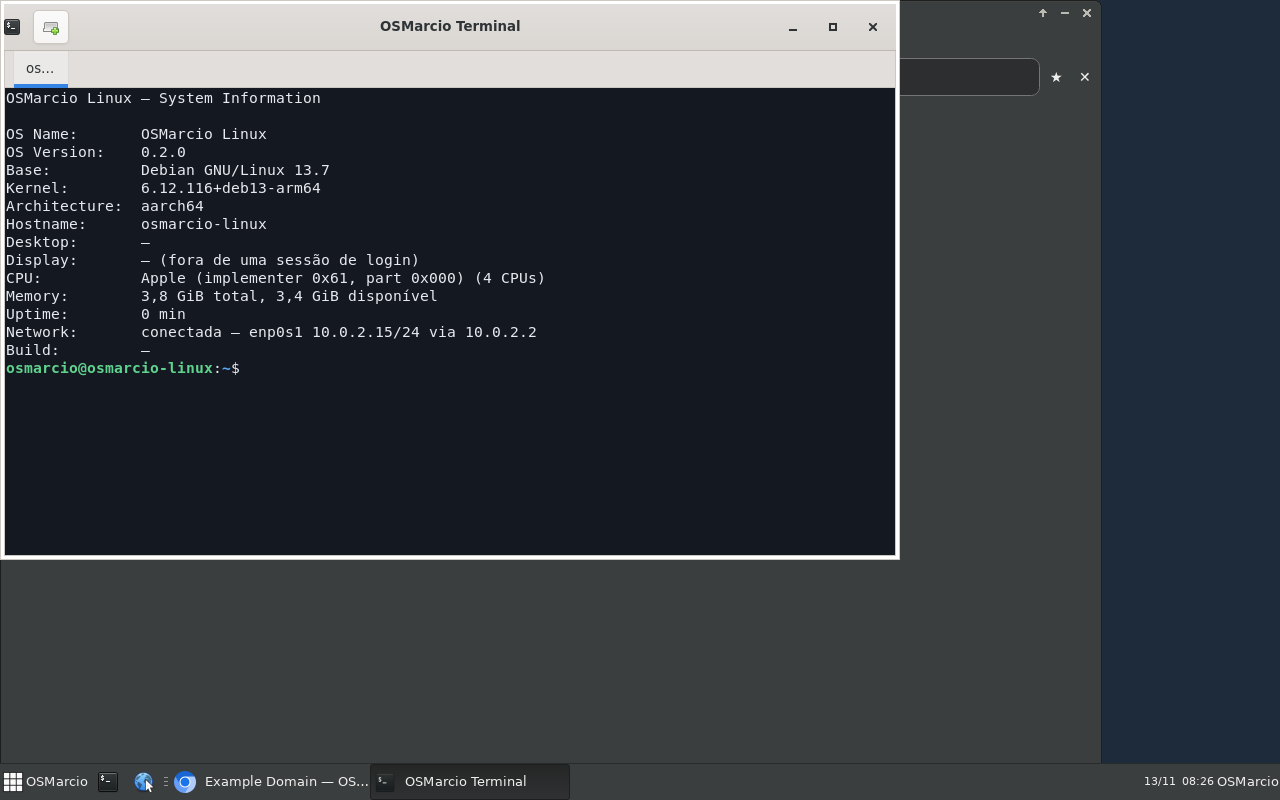 OSMarcio Terminal
os...
OSMarcio Linux — System Information
OS Name: OSMarcio Linux
OS Version: 0.2.0
Base: Debian GNU/Linux 13.7
Kernel: 6.12.116+deb13-arm64
Architecture: aarch64
Hostname: osmarcio-linux
Desktop: —
Display: — (fora de uma sessão de login)
CPU: Apple (implementer 0x61, part 0x000) (4 CPUs)
Memory: 3,8 GiB total, 3,4 GiB disponível
Uptime: 0 min
Network: conectada — enp0s1 10.0.2.15/24 via 10.0.2.2
Build: —
osmarcio@osmarcio-linux:~$
OSMarcio Example Domain — OS... OSMarcio Terminal 13/11 08:26 OSMarcio